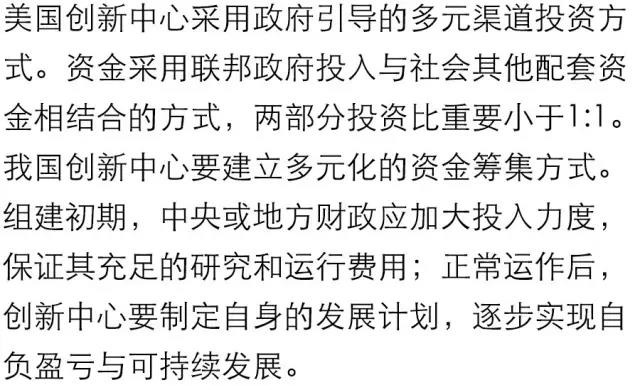 美国创新中心采用政府引导的多元渠道投资方
式。资金采用联邦政府投入与社会其他配套资
金相结合的方式，两部分投资比重要小于1:1。
我国创新中心要建立多元化的资金筹集方式。
组建初期，中央或地方财政应加大投入力度，
保证其充足的研究和运行费用；正常运作后，
创新中心要制定自身的发展计划，逐步实现自
负盈亏与可持续发展。